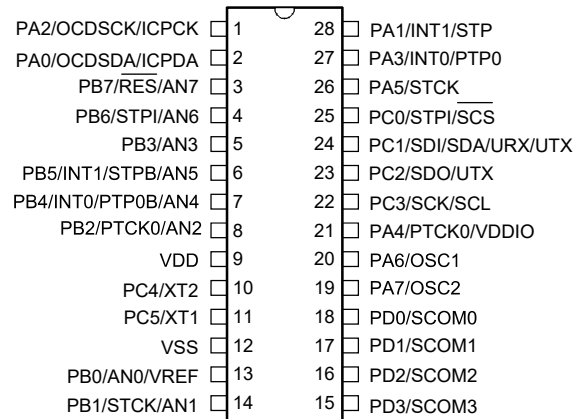 PA2/OCDSCK/ICPCK 1 28 PA1/INT1/STP
PA0/OCDSDA/ICPDA 2 27 PA3/INT0/PTP0
PB7/RES/AN7 3 26 PA5/STCK
PB6/STPI/AN6 4 25 PC0/STPI/SCS
PB3/AN3 5 24 PC1/SDI/SDA/URX/UTX
PB5/INT1/STPB/AN5 6 23 PC2/SDO/UTX
PB4/INT0/PTP0B/AN4 7 22 PC3/SCK/SCL
PB2/PTCK0/AN2 8 21 PA4/PTCK0/VDDIO
VDD 9 20 PA6/OSC1
PC4/XT2 10 19 PA7/OSC2
PC5/XT1 11 18 PD0/SCOM0
VSS 12 17 PD1/SCOM1
PB0/AN0/VREF 13 16 PD2/SCOM2
PB1/STCK/AN1 14 15 PD3/SCOM3